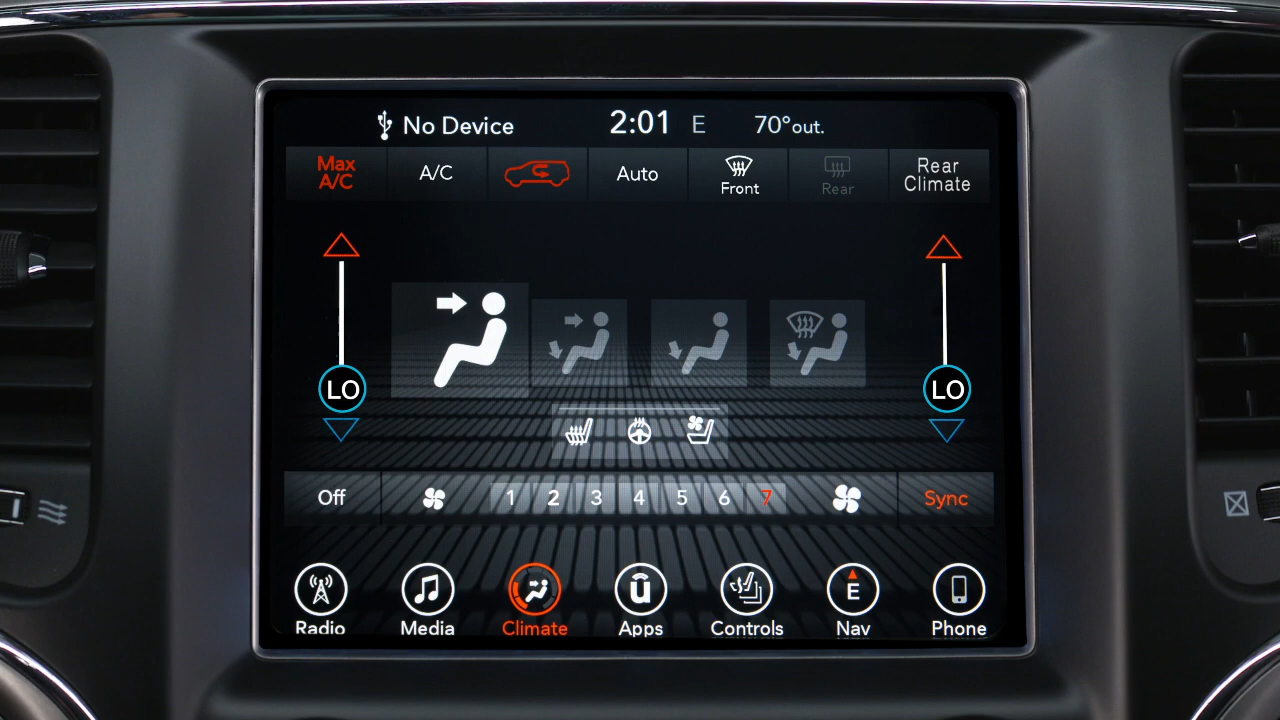 No Device 2:01 E 70°out.
Max A/C A/C Auto Front Rear Rear Climate
LO LO
Off 1 2 3 4 5 6 7 Sync
E
Radio Media Climate Apps Controls Nav Phone